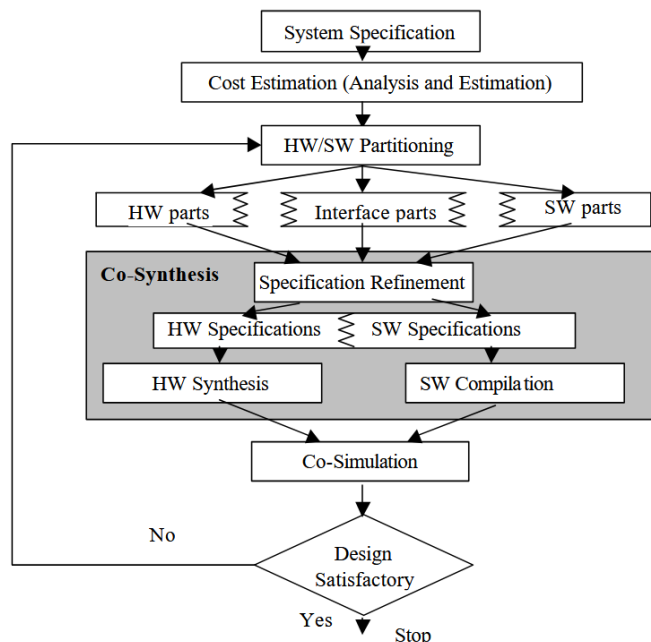 System Specification
Cost Estimation (Analysis and Estimation)
HW/SW Partitioning
HW parts
Interface parts
SW parts
Co-Synthesis
Specification Refinement
HW Specifications
SW Specifications
HW Synthesis
SW Compilation
Co-Simulation
No
Design
Satisfactory
Yes
Stop